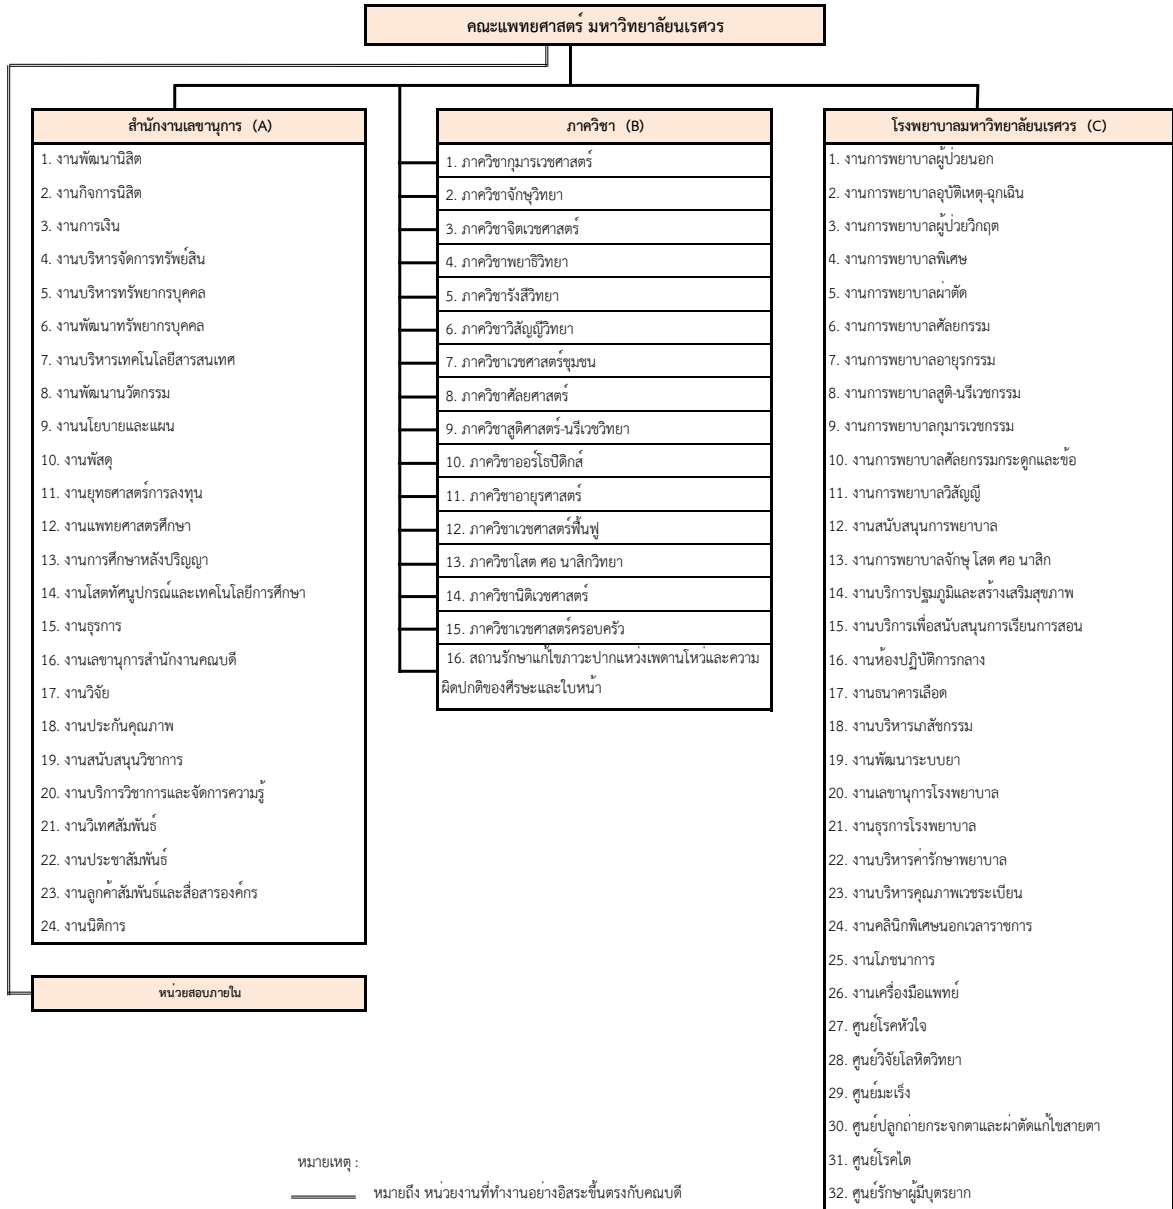 คณะแพทยศาสตร์ มหาวิทยาลัยนเรศวร
สำนักงานเลขานุการ (A)
1. งานพัฒนานิสิต
2. งานกิจการนิสิต
3. งานการเงิน
4. งานบริหารจัดการทรัพย์สิน
5. งานบริหารทรัพยากรบุคคล
6. งานพัฒนาทรัพยากรบุคคล
7. งานบริหารเทคโนโลยีสารสนเทศ
8. งานพัฒนานวัตกรรม
9. งานนโยบายและแผน
10. งานพัสดุ
11. งานยุทธศาสตร์การลงทุน
12. งานแพทยศาสตรศึกษา
13. งานการศึกษาหลังปริญญา
14. งานโสตทัศนูปกรณ์และเทคโนโลยีการศึกษา
15. งานธุรการ
16. งานเลขานุการสำนักงานคณบดี
17. งานวิจัย
18. งานประกันคุณภาพ
19. งานสนับสนุนวิชาการ
20. งานบริการวิชาการและจัดการความรู้
21. งานวิเทศสัมพันธ์
22. งานประชาสัมพันธ์
23. งานลูกค้าสัมพันธ์และสื่อสารองค์กร
24. งานนิติการ
หน่วยสอบภายใน
ภาควิชา (B)
1. ภาควิชากุมารเวชศาสตร์
2. ภาควิชาจักษุวิทยา
3. ภาควิชาจิตเวชศาสตร์
4. ภาควิชาพยาธิวิทยา
5. ภาควิชารังสีวิทยา
6. ภาควิชาวิสัญญีวิทยา
7. ภาควิชาเวชศาสตร์ชุมชน
8. ภาควิชาศัลยศาสตร์
9. ภาควิชาสูติศาสตร์-นรีเวชวิทยา
10. ภาควิชาออร์โธปิดิกส์
11. ภาควิชาอายุรศาสตร์
12. ภาควิชาเวชศาสตร์ฟื้นฟู
13. ภาควิชาโสต ศอ นาสิกวิทยา
14. ภาควิชานิติเวชศาสตร์
15. ภาควิชาเวชศาสตร์ครอบครัว
16. สถานรักษาแก้ไขภาวะปากแหว่งเพดานโหว่และความ
ผิดปกติของศีรษะและใบหน้า
โรงพยาบาลมหาวิทยาลัยนเรศวร (C)
1. งานการพยาบาลผู้ป่วยนอก
2. งานการพยาบาลอุบัติเหตุ-ฉุกเฉิน
3. งานการพยาบาลผู้ป่วยวิกฤต
4. งานการพยาบาลพิเศษ
5. งานการพยาบาลผ่าตัด
6. งานการพยาบาลศัลยกรรม
7. งานการพยาบาลอายุรกรรม
8. งานการพยาบาลสูติ-นรีเวชกรรม
9. งานการพยาบาลกุมารเวชกรรม
10. งานการพยาบาลศัลยกรรมกระดูกและข้อ
11. งานการพยาบาลวิสัญญี
12. งานสนับสนุนการพยาบาล
13. งานการพยาบาลจักษุ โสต ศอ นาสิก
14. งานบริการปฐมภูมิและสร้างเสริมสุขภาพ
15. งานบริการเพื่อสนับสนุนการเรียนการสอน
16. งานห้องปฏิบัติการกลาง
17. งานธนาคารเลือด
18. งานบริหารเภสัชกรรม
19. งานพัฒนาระบบยา
20. งานเลขานุการโรงพยาบาล
21. งานธุรการโรงพยาบาล
22. งานบริหารค่ารักษาพยาบาล
23. งานบริหารคุณภาพเวชระเบียน
24. งานคลินิกพิเศษนอกเวลาราชการ
25. งานโภชนาการ
26. งานเครื่องมือแพทย์
27. ศูนย์โรคหัวใจ
28. ศูนย์วิจัยโลหิตวิทยา
29. ศูนย์มะเร็ง
30. ศูนย์ปลูกถ่ายกระจกตาและผ่าตัดแก้ไขสายตา
31. ศูนย์โรคไต
32. ศูนย์รักษาผู้มีบุตรยาก
หมายเหตุ :
หมายถึง หน่วยงานที่ทำงานอย่างอิสระขึ้นตรงกับคณบดี